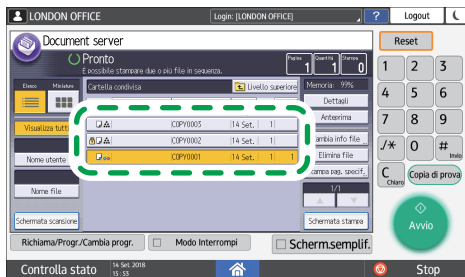 LONDON OFFICE
Login: [LONDON OFFICE]
?
Logout
Document server
Reset
Pronto
È possibile stampare due o più file in sequenza.
Pagine
1
Quantità
1
Stampa
0
Elenco
Miniature
Cartella condivisa
Livello superiore
Memoria: 99%
Dettagli
Anteprima
Visualizza tutti
COPY0003
14 Set.
1
COPY0002
14 Set.
1
COPY0001
14 Set.
1
1
Cambia info file
Elimina file
Nome utente
Stampa pag. specif.
Nome file
1/1
Schermata scansione
Schermata stampa
Richiama/Progr./Cambia progr.
Modo Interrompi
Scherm.semplif.
1
2
3
4
5
6
7
8
9
./*
0
#
Invio
C
Chiaro
Copia di prova
Avvio
Controlla stato
14 Set. 2018
15:53
Stop